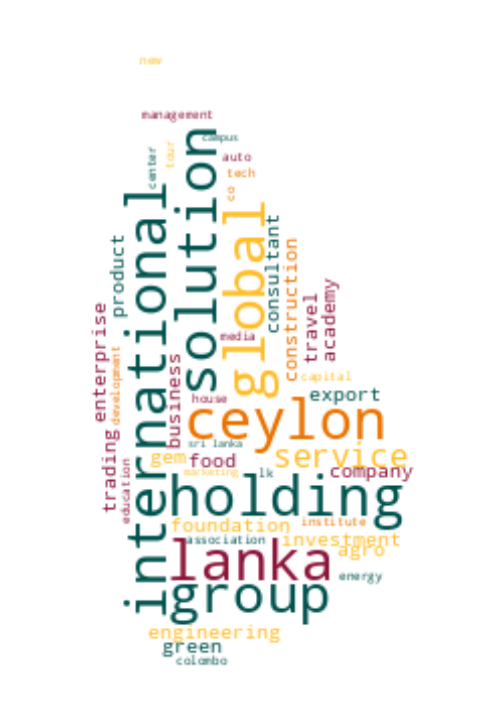 new
management
campus
center
tour
auto
tech
co
solution
international
global
consultant
product
construction
travel
academy
enterprise
development
media
business
capital
house
export
ceylon
sri lanka
trading
gem
food
service
education
marketing
lk
company
holding
foundation
institute
association
investment
agro
lanka
energy
group
engineering
green
colombo